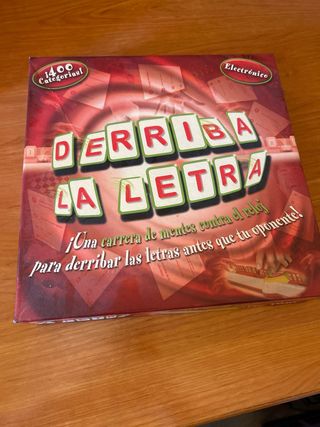 ¡400
Categorías!
Electrónico
DERRIBA
LA LETRA
¡Una carrera de mentes contra el reloj
para derribar las letras antes que tu oponente!